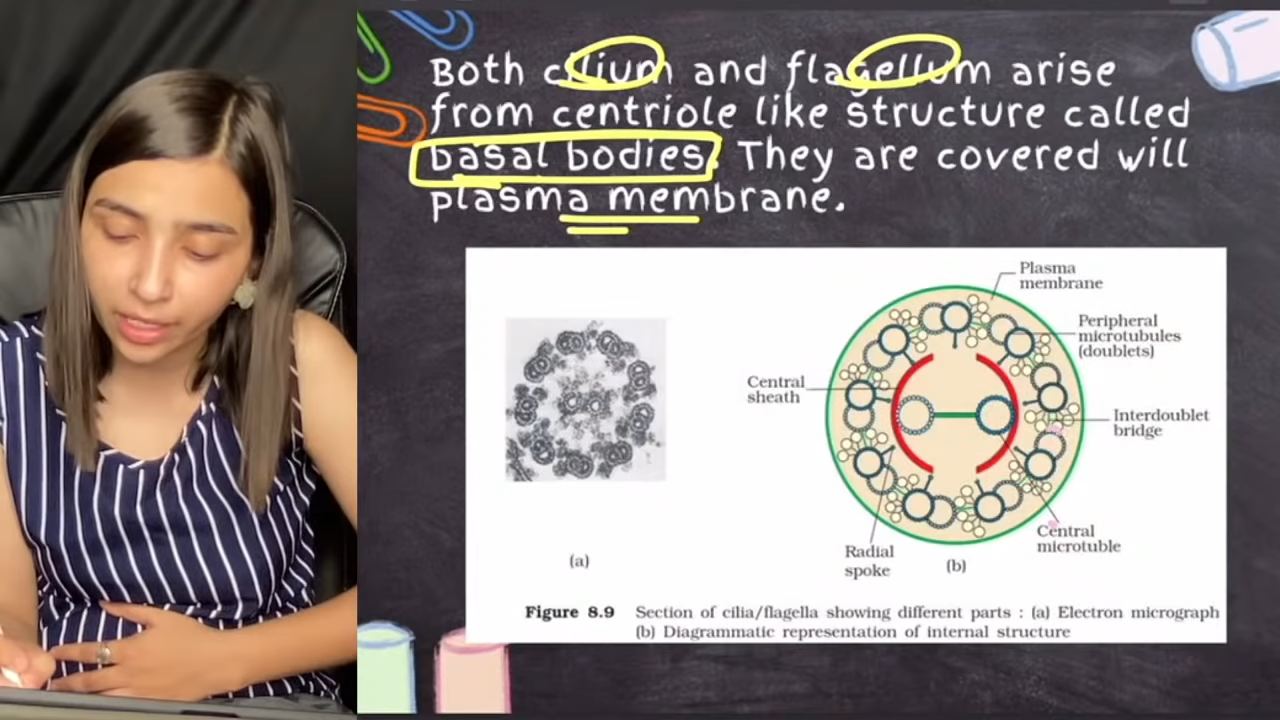 Both cilium and flagellum arise
from centriole like structure called
basal bodies. They are covered will
plasma membrane.
Plasma
membrane
Peripheral
microtubules
(doublets)
Central
sheath
Interdoublet
bridge
Central
microtuble
Radial
spoke
(a)
(b)
Figure 8.9 Section of cilia/flagella showing different parts : (a) Electron micrograph
(b) Diagrammatic representation of internal structure